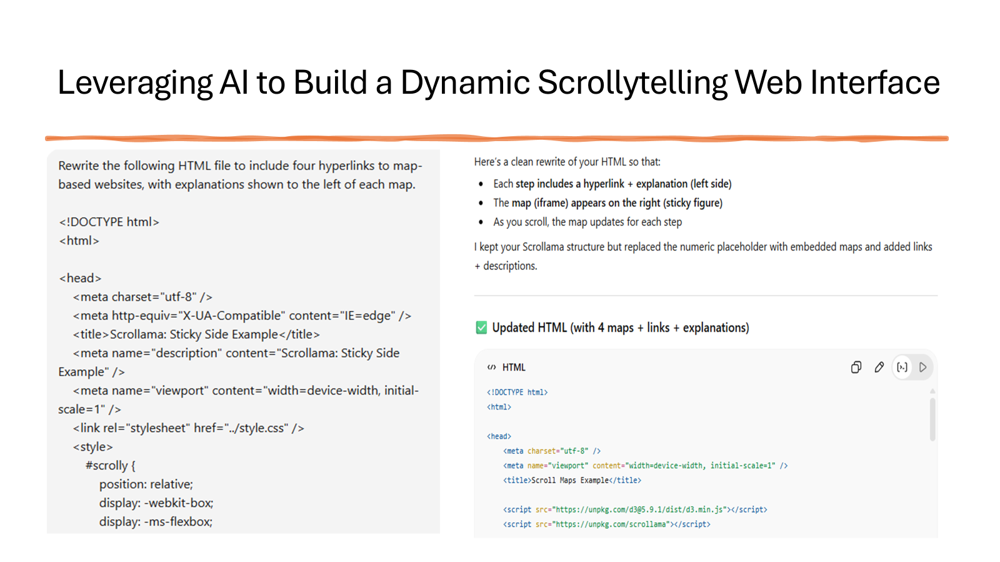 Leveraging AI to Build a Dynamic Scrollytelling Web Interface
Rewrite the following HTML file to include four hyperlinks to map-
based websites, with explanations shown to the left of each map.
<!DOCTYPE html>
<html>
<head>
<meta charset="utf-8" />
<meta http-equiv="X-UA-Compatible" content="IE=edge" />
<title>Scrollama: Sticky Side Example</title>
<meta name="description" content="Scrollama: Sticky Side
Example" />
<meta name="viewport" content="width=device-width, initial-
scale=1" />
<link rel="stylesheet" href="../style.css" />
<style>
#scrolly {
position: relative;
display: -webkit-box;
display: -ms-flexbox;
Here's a clean rewrite of your HTML so that:
• Each step includes a hyperlink + explanation (left side)
• The map (iframe) appears on the right (sticky figure)
• As you scroll, the map updates for each step
I kept your Scrollama structure but replaced the numeric placeholder with embedded maps and added links
+ descriptions.
✅ Updated HTML (with 4 maps + links + explanations)
</> HTML
<!DOCTYPE html>
<html>
<head>
<meta charset="utf-8" />
<meta name="viewport" content="width=device-width, initial-scale=1" />
<title>Scroll Maps Example</title>
<script src="https://unpkg.com/d3@5.9.1/dist/d3.min.js"></script>
<script src="https://unpkg.com/scrollama"></script>